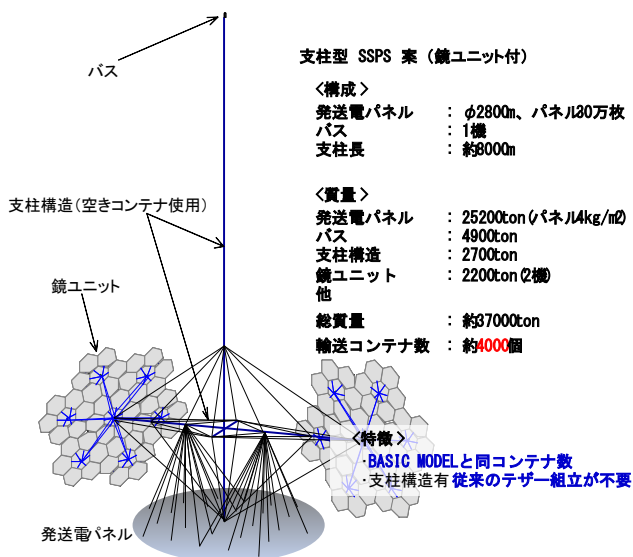 バス
支柱型 SSPS 案 (鏡ユニット付)
〈構成〉
発送電パネル : φ2800m、パネル30万枚
バス : 1機
支柱長 : 約8000m
支柱構造(空きコンテナ使用)
〈質量〉
発送電パネル : 25200ton(パネル4kg/m2)
バス : 4900ton
支柱構造 : 2700ton
鏡ユニット : 2200ton(2機)
他
総質量 : 約37000ton
輸送コンテナ数 : 約4000個
鏡ユニット
〈特徴〉
・BASIC MODELと同コンテナ数
・支柱構造有 従来のテザー組立が不要
発送電パネル